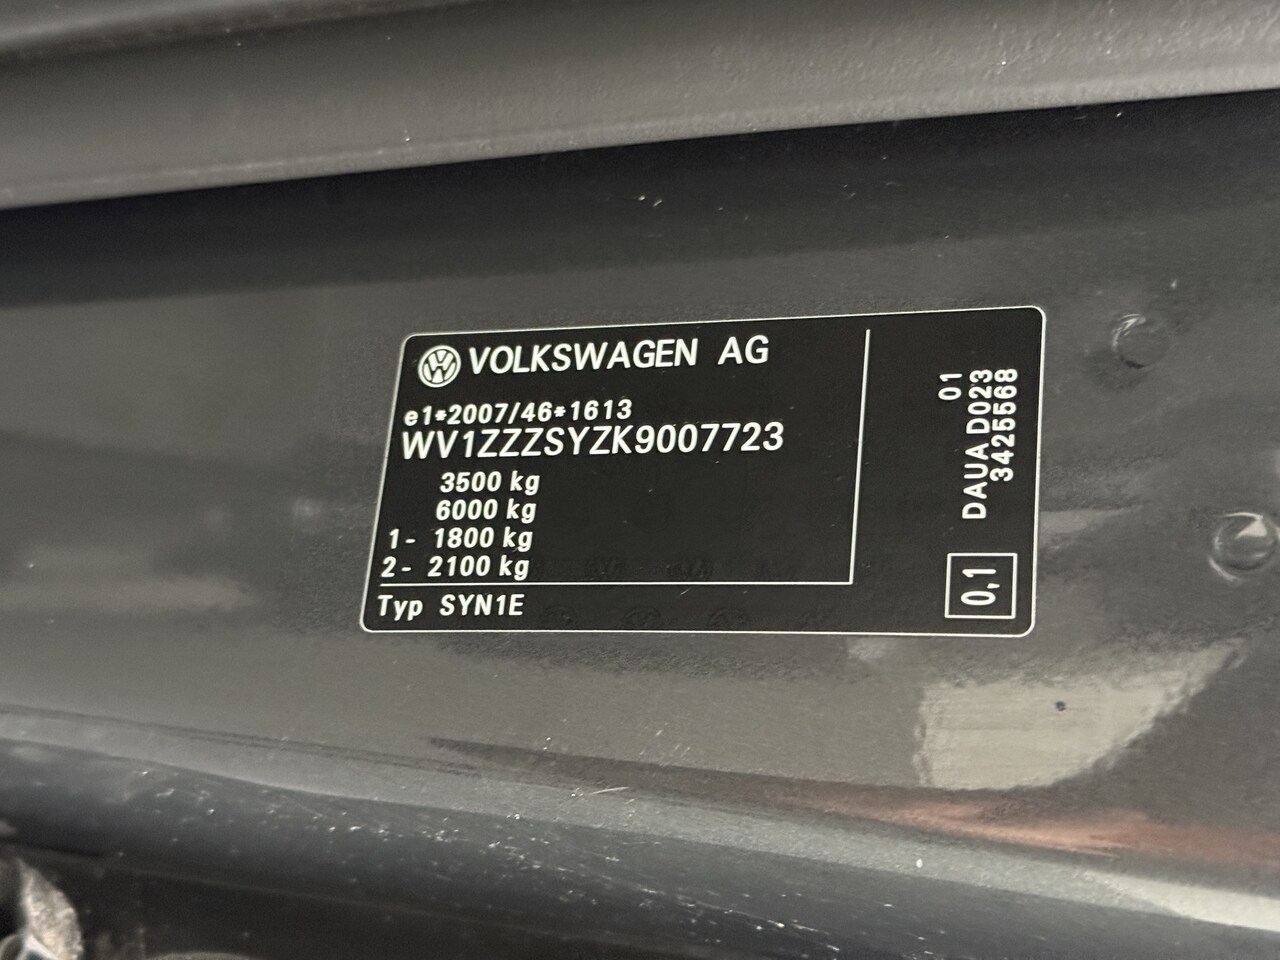 VOLKSWAGEN AG
e1*2007/46*1613
WV1ZZZSYZK9007723
3500 kg
6000 kg
1- 1800 kg
2- 2100 kg
Typ SYN1E
01
DAUA D023
3425568
0,1